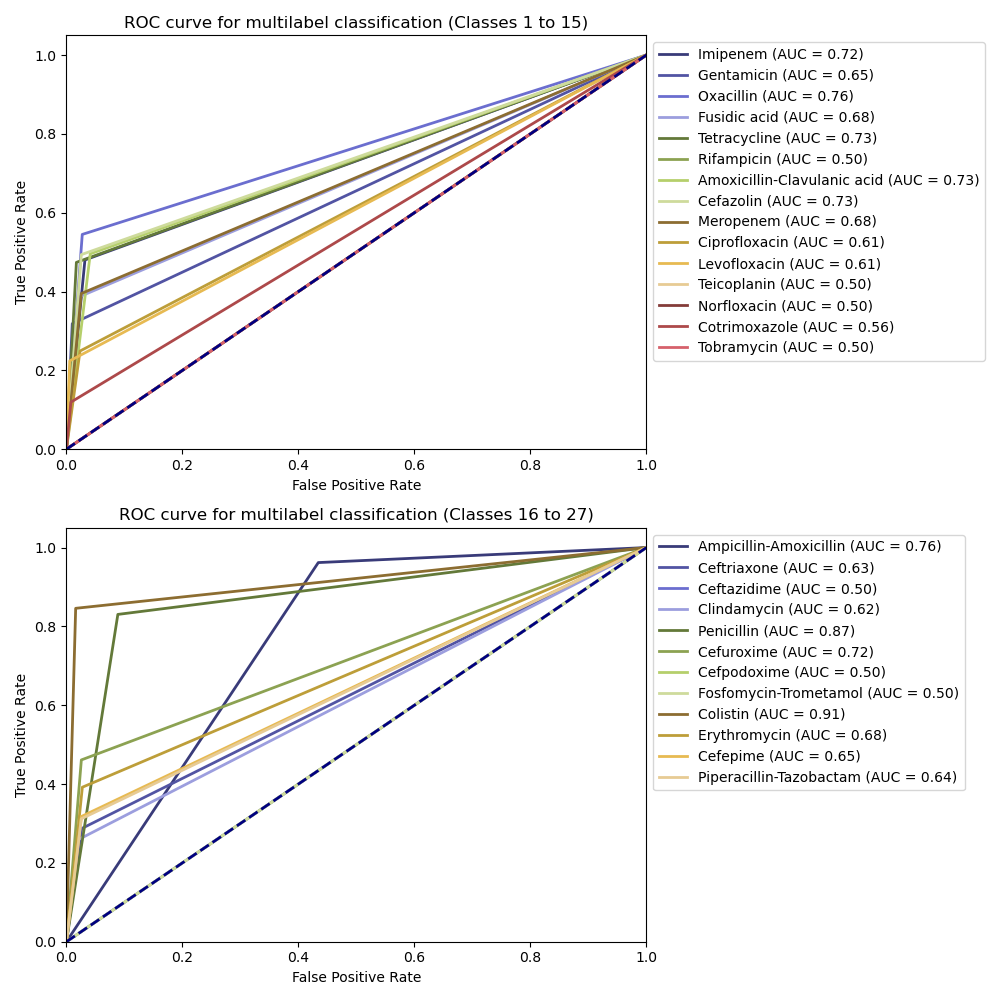 ROC curve for multilabel classification (Classes 1 to 15)
True Positive Rate
1.0
0.8
0.6
0.4
0.2
0.0
0.0 0.2 0.4 0.6 0.8 1.0
False Positive Rate
Imipenem (AUC = 0.72)
Gentamicin (AUC = 0.65)
Oxacillin (AUC = 0.76)
Fusidic acid (AUC = 0.68)
Tetracycline (AUC = 0.73)
Rifampicin (AUC = 0.50)
Amoxicillin-Clavulanic acid (AUC = 0.73)
Cefazolin (AUC = 0.73)
Meropenem (AUC = 0.68)
Ciprofloxacin (AUC = 0.61)
Levofloxacin (AUC = 0.61)
Teicoplanin (AUC = 0.50)
Norfloxacin (AUC = 0.50)
Cotrimoxazole (AUC = 0.56)
Tobramycin (AUC = 0.50)
ROC curve for multilabel classification (Classes 16 to 27)
True Positive Rate
1.0
0.8
0.6
0.4
0.2
0.0
0.0 0.2 0.4 0.6 0.8 1.0
False Positive Rate
Ampicillin-Amoxicillin (AUC = 0.76)
Ceftriaxone (AUC = 0.63)
Ceftazidime (AUC = 0.50)
Clindamycin (AUC = 0.62)
Penicillin (AUC = 0.87)
Cefuroxime (AUC = 0.72)
Cefpodoxime (AUC = 0.50)
Fosfomycin-Trometamol (AUC = 0.50)
Colistin (AUC = 0.91)
Erythromycin (AUC = 0.68)
Cefepime (AUC = 0.65)
Piperacillin-Tazobactam (AUC = 0.64)